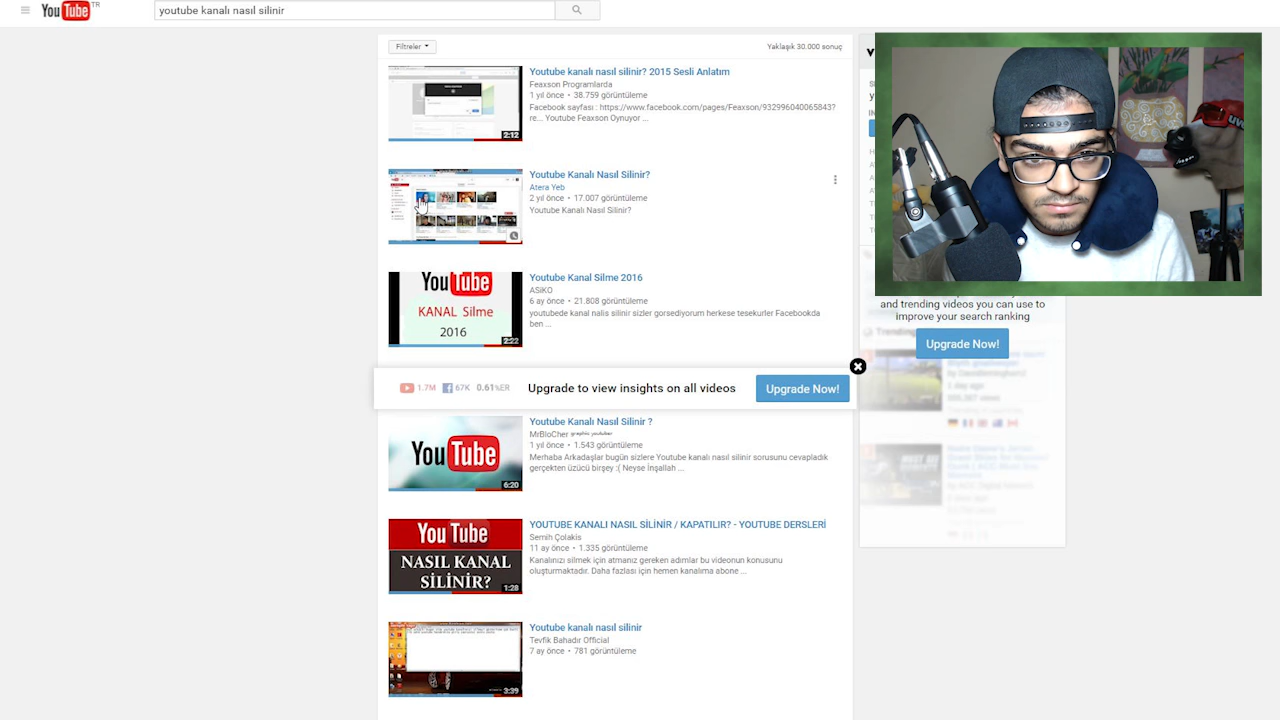 YouTube TR
youtube kanalı nasıl silinir
Filtreler
Yaklaşık 30.000 sonuç
Youtube kanalı nasıl silinir? 2015 Sesli Anlatım
Feaxson Programlarda
1 yıl önce • 38.759 görüntüleme
Facebook sayfası : https://www.facebook.com/pages/Feaxson/932996040065843?
re... Youtube Feaxson Oynuyor ...
2:12
Youtube Kanalı Nasıl Silinir?
Atera Yeb
2 yıl önce • 17.007 görüntüleme
Youtube Kanalı Nasıl Silinir?
YouTube
KANAL Silme
2016
2:22
Youtube Kanal Silme 2016
ASiKO
6 ay önce • 21.808 görüntüleme
youtubede kanal nalis silinir sizler gorsediyorum herkese tesekurler Facebookda
ben ...
and trending videos you can use to
improve your search ranking
Upgrade Now!
1.7M 67K 0.61%ER
Upgrade to view insights on all videos
Upgrade Now!
YouTube
6:20
Youtube Kanalı Nasıl Silinir ?
MrBloCher graphic youtuber
1 yıl önce • 1.543 görüntüleme
Merhaba Arkadaşlar bugün sizlere Youtube kanalı nasıl silinir sorusunu cevapladık
gerçekten üzücü birşey :( Neyse İnşallah ...
You Tube
NASIL KANAL
SİLİNİR?
1:28
YOUTUBE KANALI NASIL SİLİNİR / KAPATILIR? - YOUTUBE DERSLERİ
Semih Çolakis
11 ay önce • 1.335 görüntüleme
Kanalınızı silmek için atmanız gereken adımlar bu videonun konusunu
oluşturmaktadır. Daha fazlası için hemen kanalıma abone ...
3:39
Youtube kanalı nasıl silinir
Tevfik Bahadır Official
7 ay önce • 781 görüntüleme